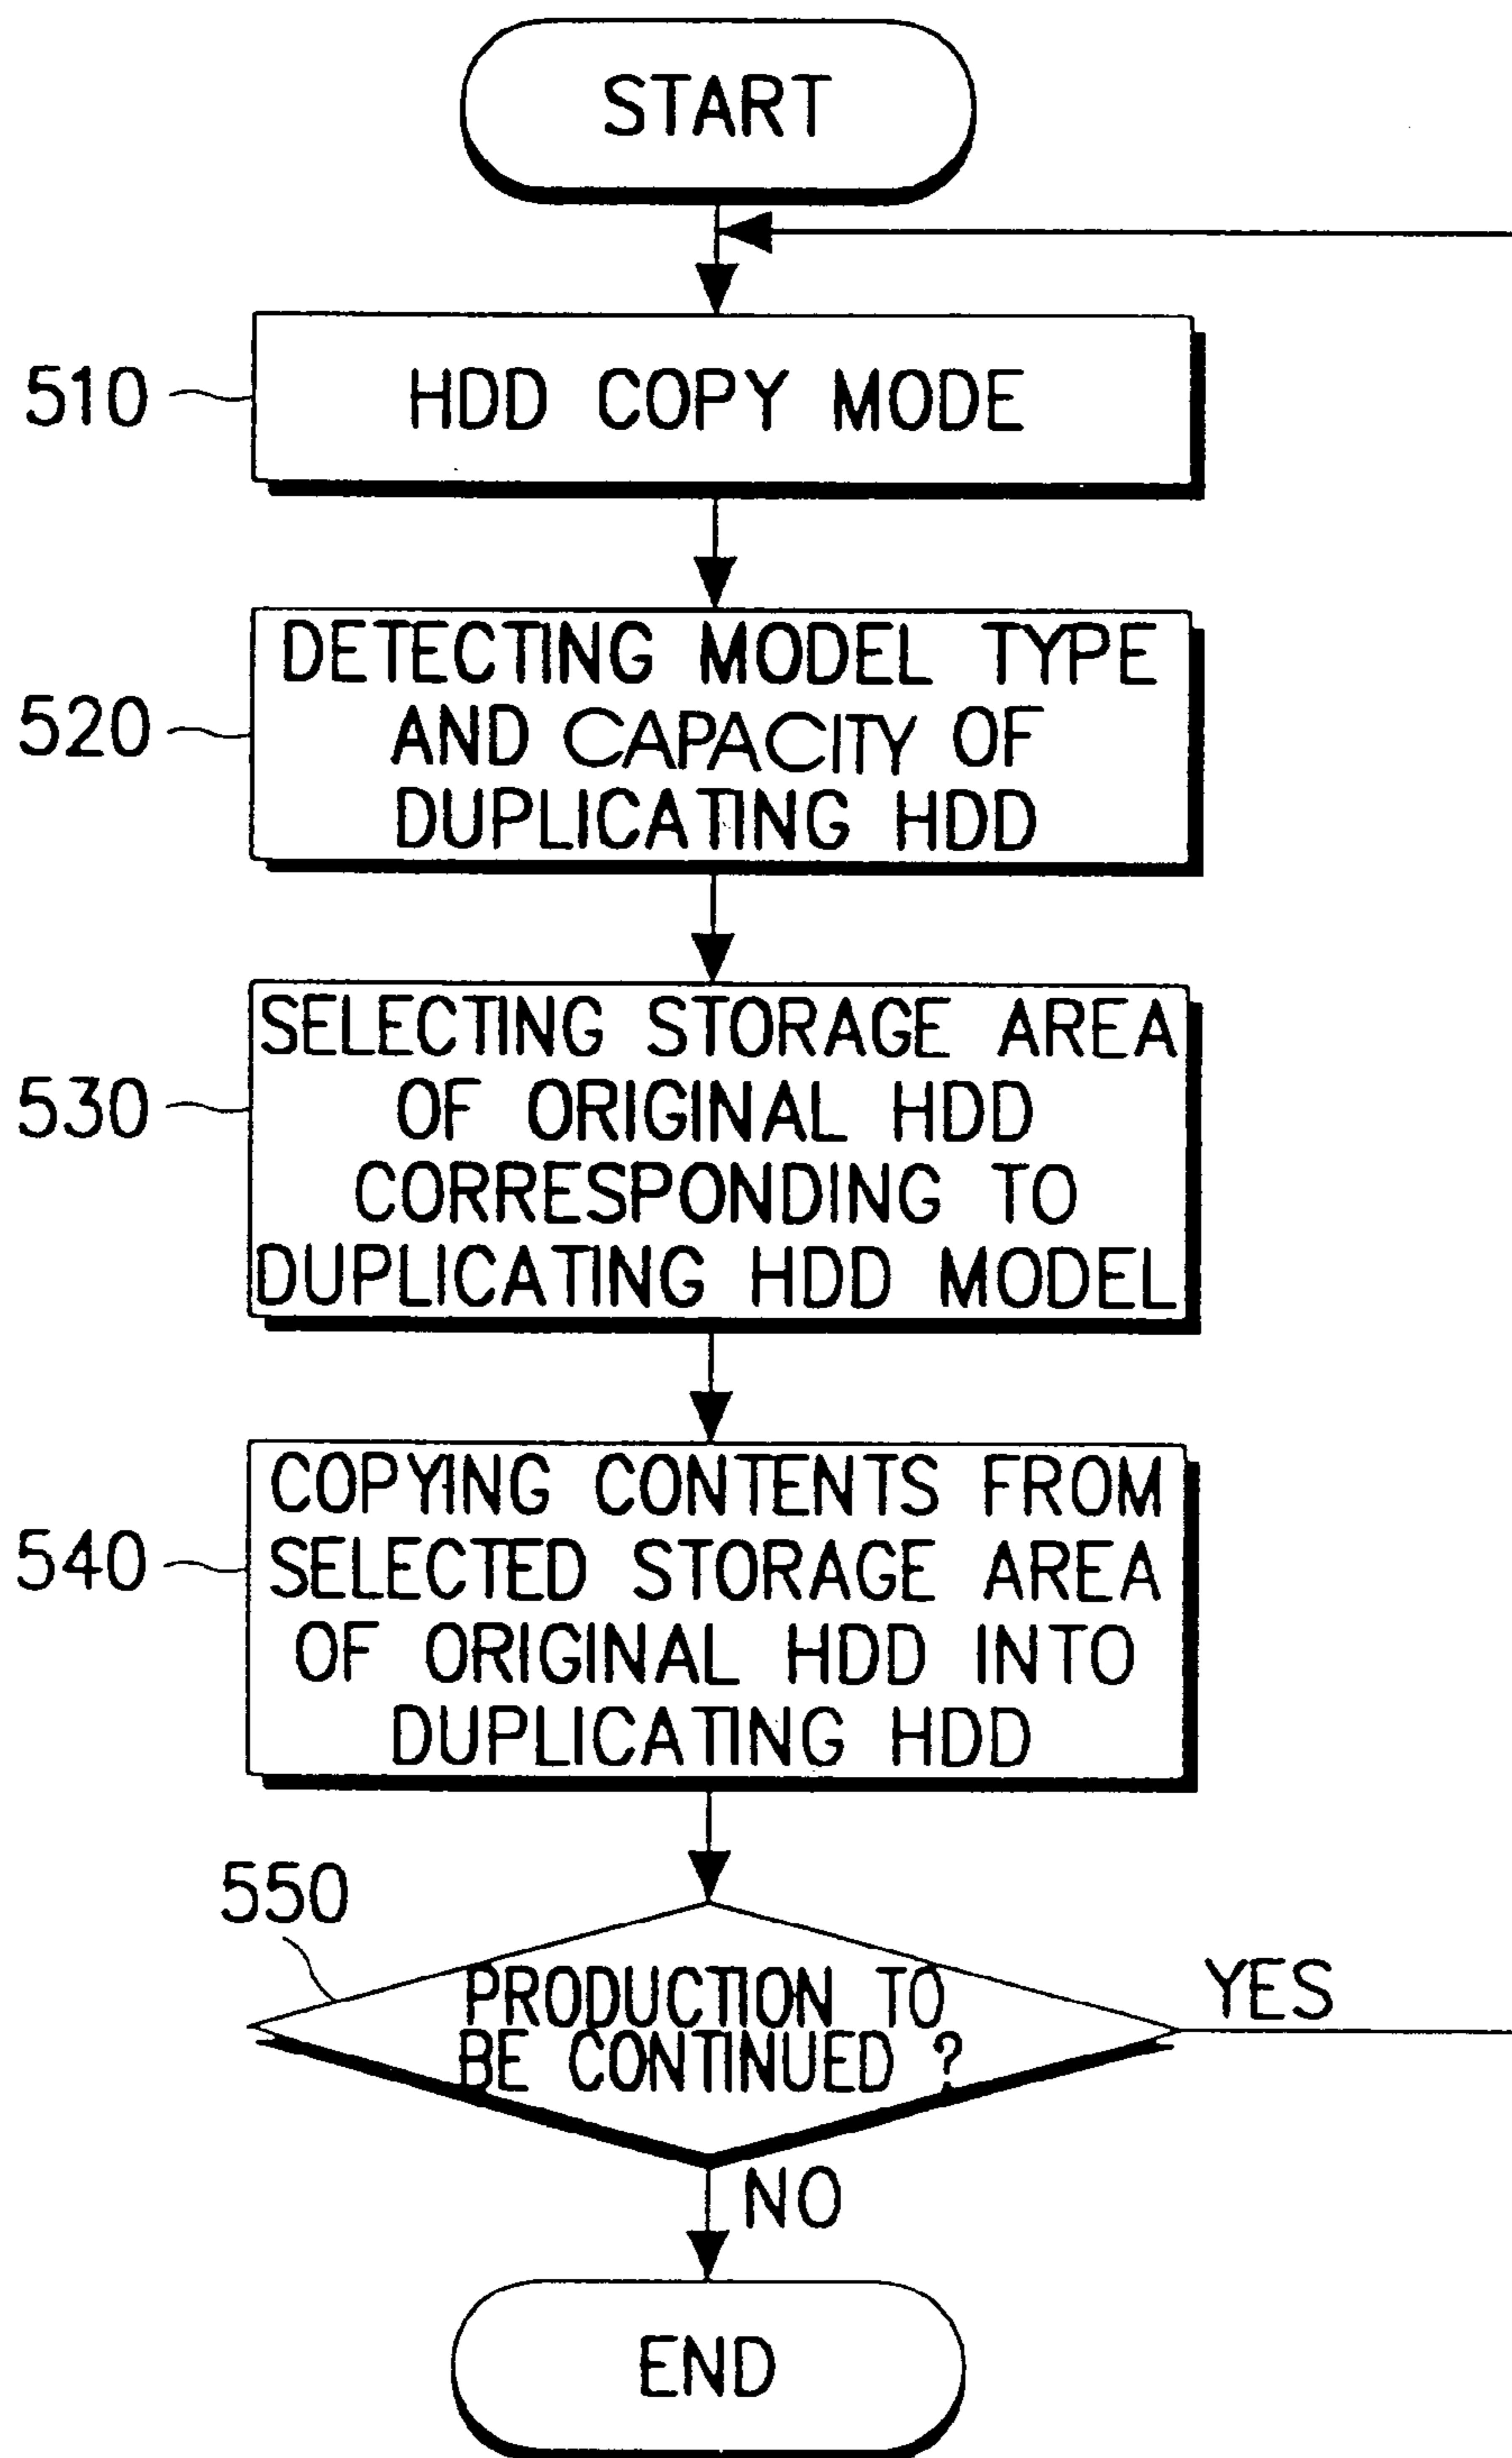 START
510
HDD COPY MODE
520
DETECTING MODEL TYPE
AND CAPACITY OF
DUPLICATING HDD
530
SELECTING STORAGE AREA
OF ORIGINAL HDD
CORRESPONDING TO
DUPLICATING HDD MODEL
540
COPYING CONTENTS FROM
SELECTED STORAGE AREA
OF ORIGINAL HDD INTO
DUPLICATING HDD
550
PRODUCTION TO
BE CONTINUED ?
YES
NO
END